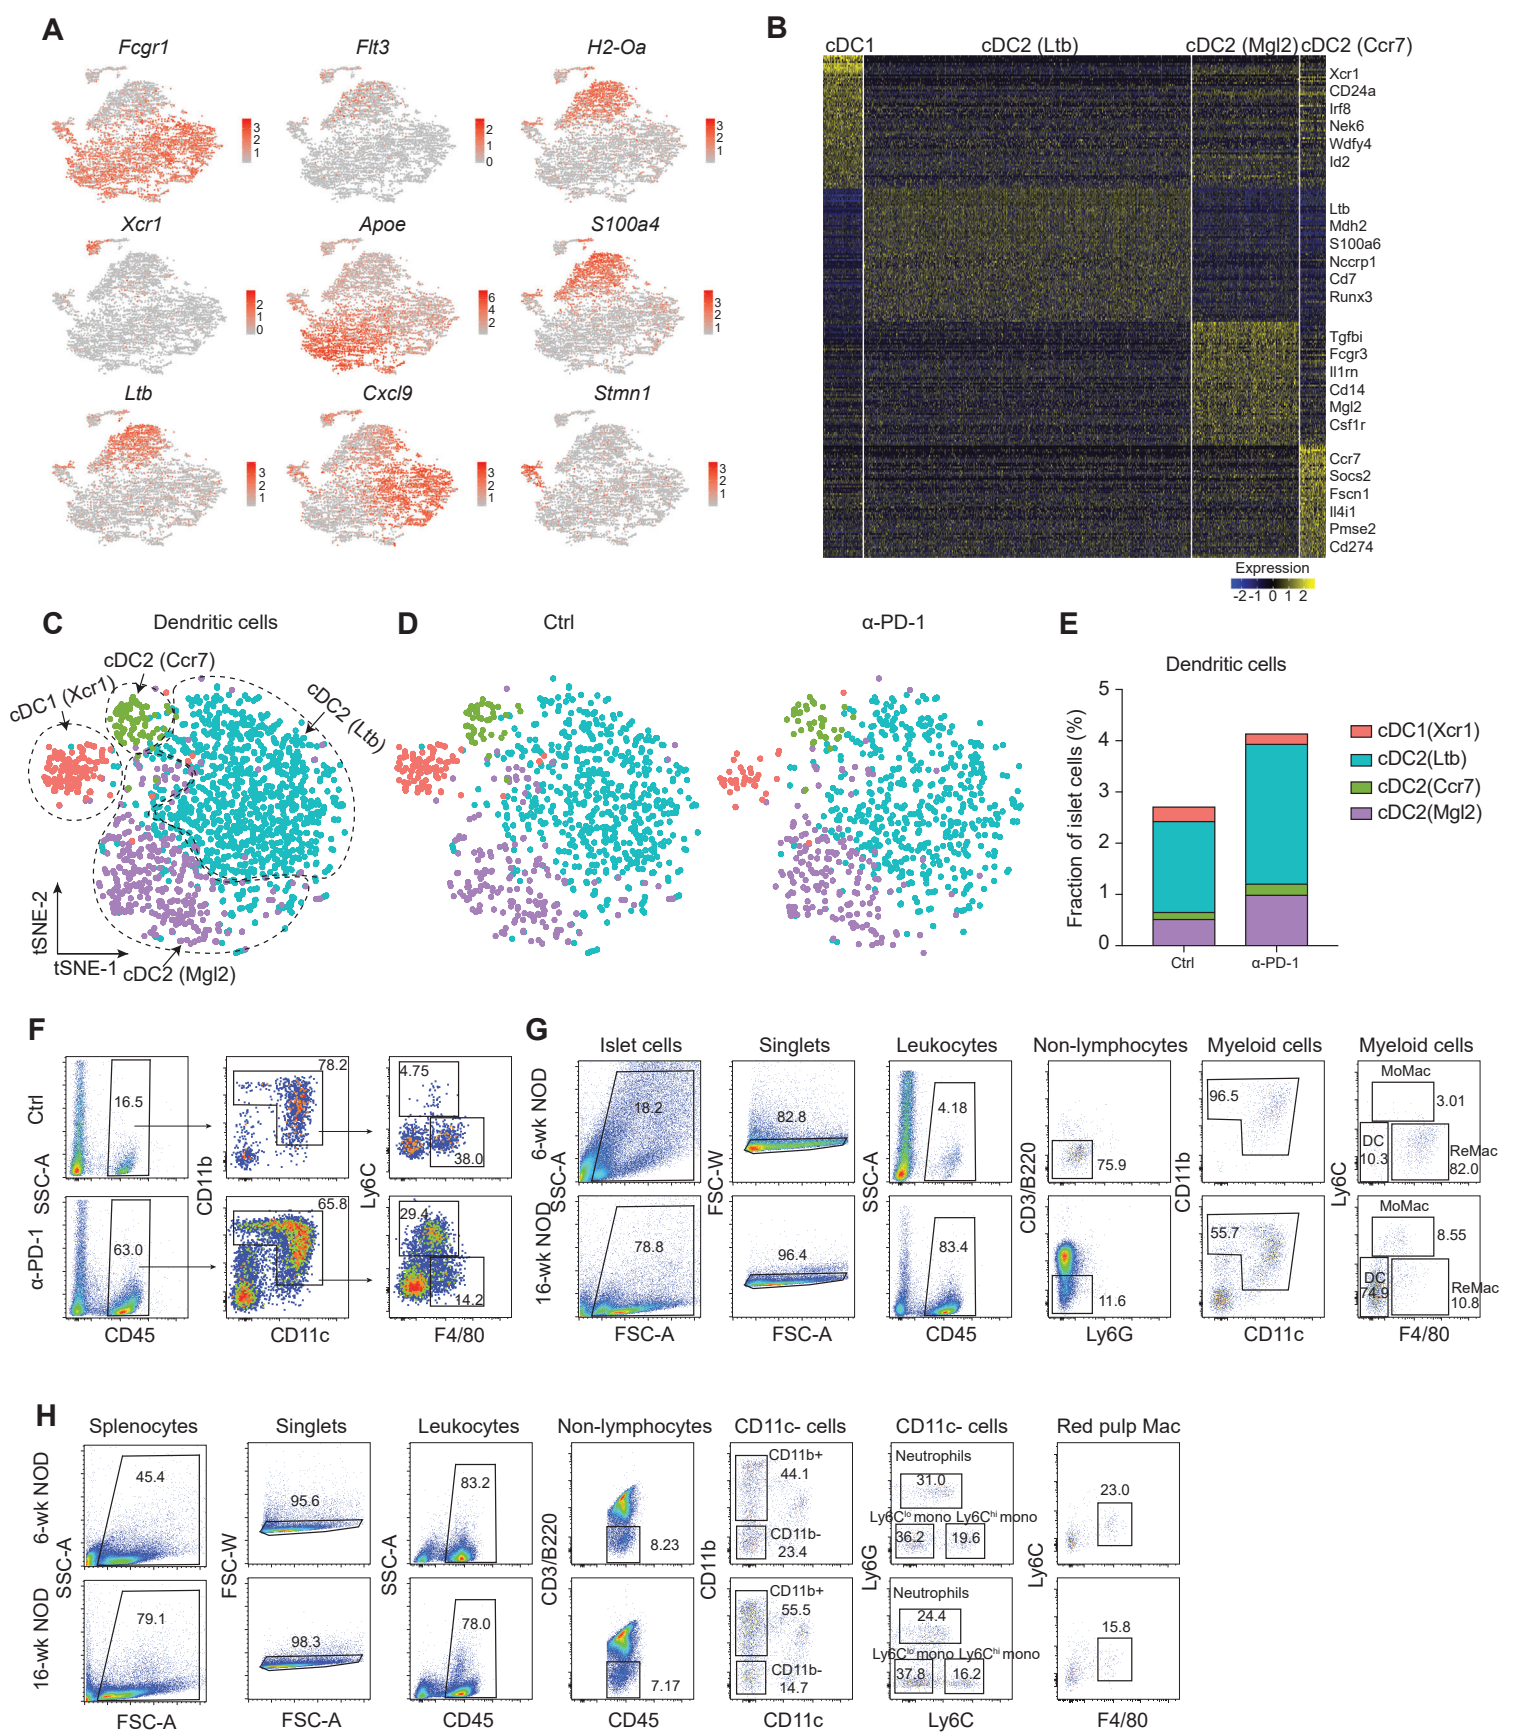 A
Fcgr1
Flt3
H2-Oa
3
2
1
2
1
0
3
2
1
Xcr1
Apoe
S100a4
2
1
0
6
4
2
3
2
1
Ltb
Cxcl9
Stmn1
3
2
1
3
2
1
3
2
1
B
cDC1 cDC2 (Ltb) cDC2 (Mgl2) cDC2 (Ccr7)
Xcr1
CD24a
Irf8
Nek6
Wdfy4
Id2
Ltb
Mdh2
S100a6
Nccrp1
Cd7
Runx3
Tgfbi
Fcgr3
Il1rn
Cd14
Mgl2
Csf1r
Ccr7
Socs2
Fscn1
Il4i1
Pmse2
Cd274
Expression
-2 -1 0 1 2
C
Dendritic cells
cDC2 (Ccr7)
cDC1 (Xcr1)
cDC2 (Ltb)
cDC2 (Mgl2)
tSNE-2
tSNE-1
D
Ctrl
α-PD-1
E
Dendritic cells
Fraction of islet cells (%)
5
4
3
2
1
0
Ctrl
α-PD-1
cDC1(Xcr1)
cDC2(Ltb)
cDC2(Ccr7)
cDC2(Mgl2)
F
Ctrl
α-PD-1
SSC-A
16.5
63.0
CD45
CD11b
78.2
65.8
CD11c
Ly6C
4.75
38.0
29.4
14.2
F4/80
G
6-wk NOD
16-wk NOD
Islet cells
SSC-A
18.2
78.8
FSC-A
Singlets
FSC-W
82.8
96.4
FSC-A
Leukocytes
SSC-A
4.18
83.4
CD45
Non-lymphocytes
CD3/B220
75.9
11.6
Ly6G
Myeloid cells
CD11b
96.5
55.7
CD11c
Myeloid cells
Ly6C
MoMac
3.01
DC
10.3
ReMac
82.0
MoMac
8.55
DC
74.9
ReMac
10.8
F4/80
H
6-wk NOD
16-wk NOD
Splenocytes
SSC-A
45.4
79.1
FSC-A
Singlets
FSC-W
95.6
98.3
FSC-A
Leukocytes
SSC-A
83.2
78.0
CD45
Non-lymphocytes
CD3/B220
8.23
7.17
CD45
CD11c- cells
CD11b
CD11b+
44.1
CD11b-
23.4
CD11b+
55.5
CD11b-
14.7
CD11c
CD11c- cells
Ly6G
Neutrophils
31.0
Ly6Clo mono Ly6Chi mono
36.2
19.6
Neutrophils
24.4
Ly6Clo mono Ly6Chi mono
37.8
16.2
Ly6C
Red pulp Mac
Ly6C
23.0
15.8
F4/80